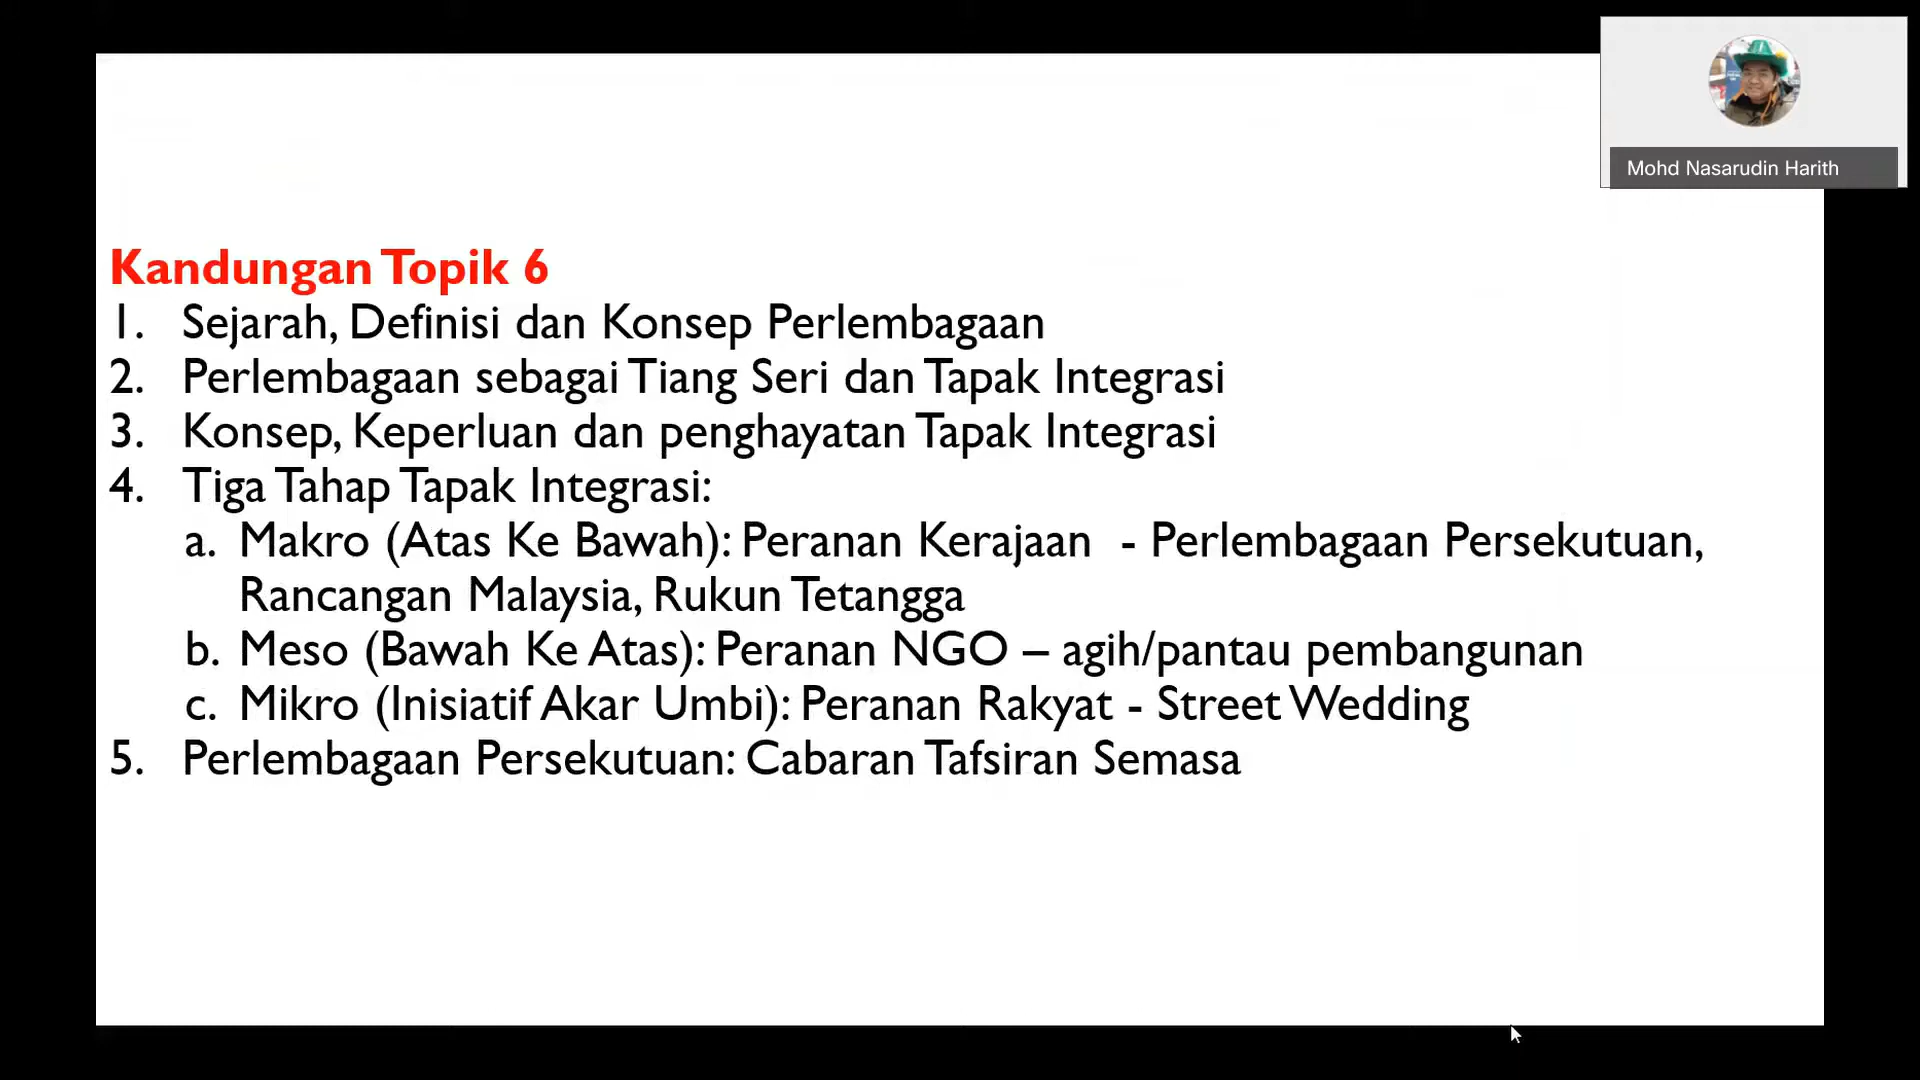 Mohd Nasarudin Harith
Kandungan Topik 6
1. Sejarah, Definisi dan Konsep Perlembagaan
2. Perlembagaan sebagai Tiang Seri dan Tapak Integrasi
3. Konsep, Keperluan dan penghayatan Tapak Integrasi
4. Tiga Tahap Tapak Integrasi:
a. Makro (Atas Ke Bawah): Peranan Kerajaan - Perlembagaan Persekutuan,
Rancangan Malaysia, Rukun Tetangga
b. Meso (Bawah Ke Atas): Peranan NGO – agih/pantau pembangunan
c. Mikro (Inisiatif Akar Umbi): Peranan Rakyat - Street Wedding
5. Perlembagaan Persekutuan: Cabaran Tafsiran Semasa